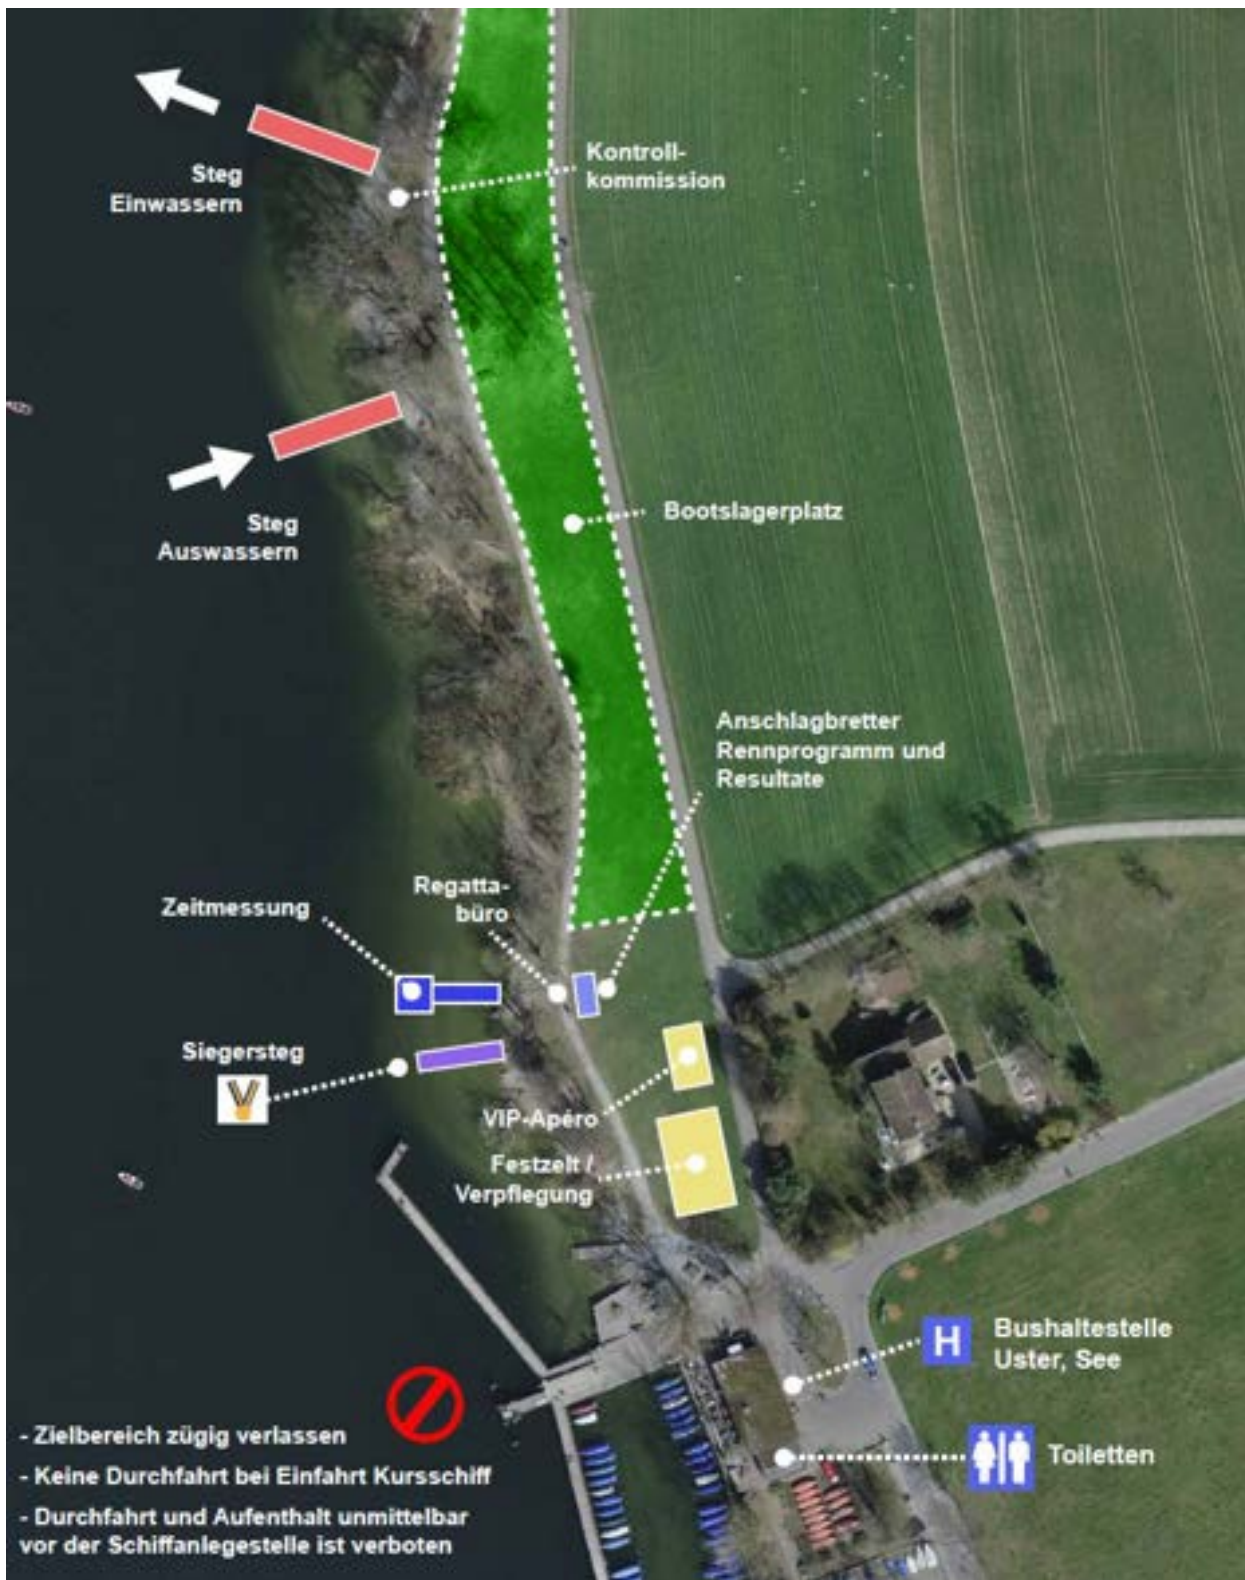 Kontroll-
kommission
Steg
Einwassern
Bootslagerplatz
Steg
Auswassern
Anschlagbretter
Rennprogramm und
Resultate
Regatta-
büro
Zeitmessung
Siegersteg
VIP-Apéro
Festzelt /
Verpflegung
H
Bushaltestelle
Uster, See
Toiletten
- Zielbereich zügig verlassen
- Keine Durchfahrt bei Einfahrt Kursschiff
- Durchfahrt und Aufenthalt unmittelbar
vor der Schiffanlegestelle ist verboten